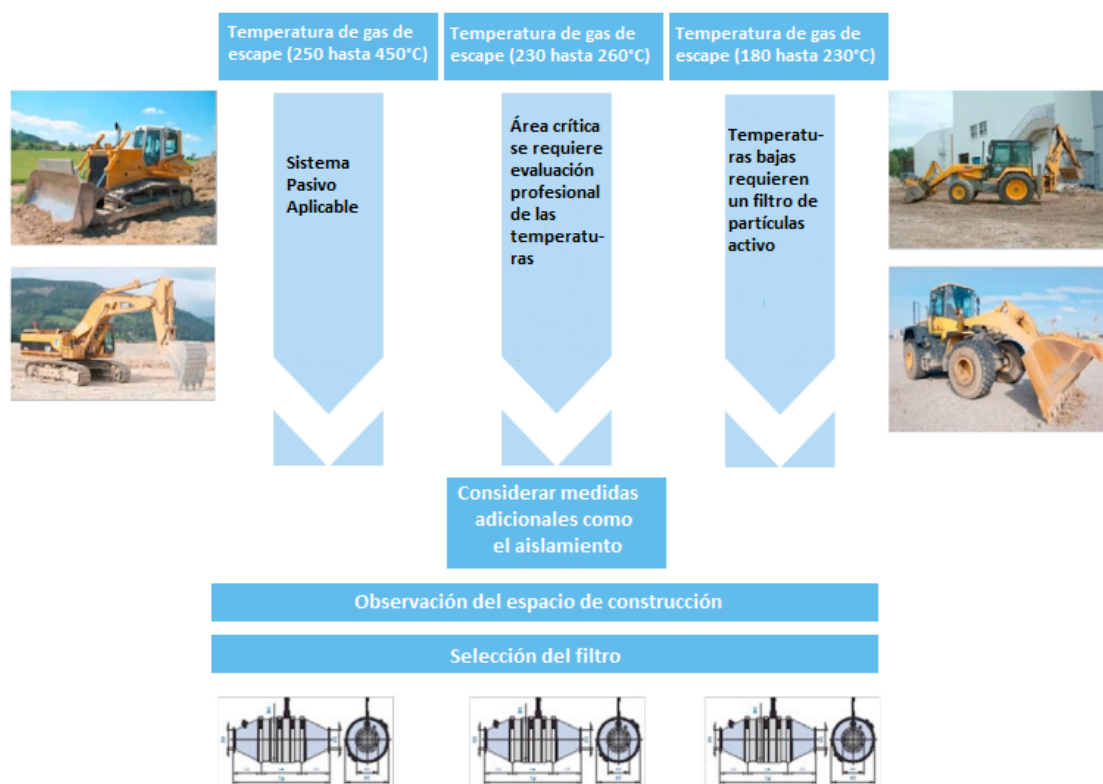 Temperatura de gas de
escape (250 hasta 450°C)
Temperatura de gas de
escape (230 hasta 260°C)
Temperatura de gas de
escape (180 hasta 230°C)
Sistema
Pasivo
Aplicable
Área crítica
se requiere
evaluación
profesional
de las
temperatu-
ras
Temperatu-
ras bajas
requieren
un filtro de
partículas
activo
Considerar medidas
adicionales como
el aislamiento
Observación del espacio de construcción
Selección del filtro